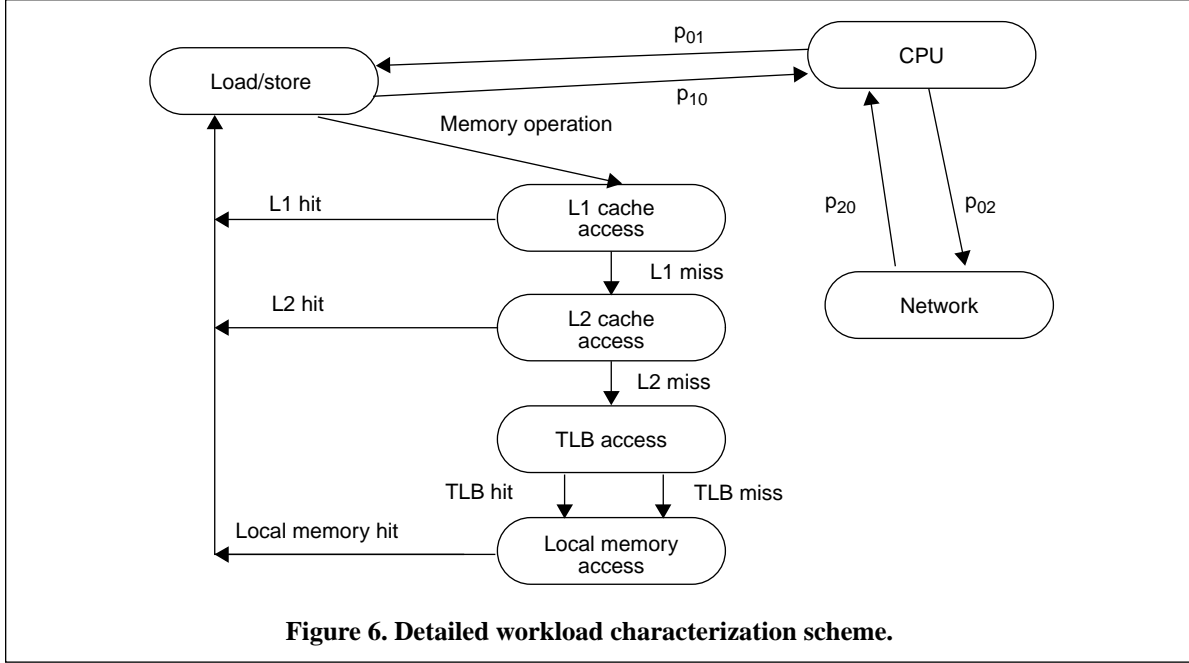 p01
CPU
Load/store
p10
Memory operation
L1 hit
L1 cache
access
p20
p02
L1 miss
L2 hit
L2 cache
access
Network
L2 miss
TLB access
TLB hit
TLB miss
Local memory hit
Local memory
access
Figure 6. Detailed workload characterization scheme.